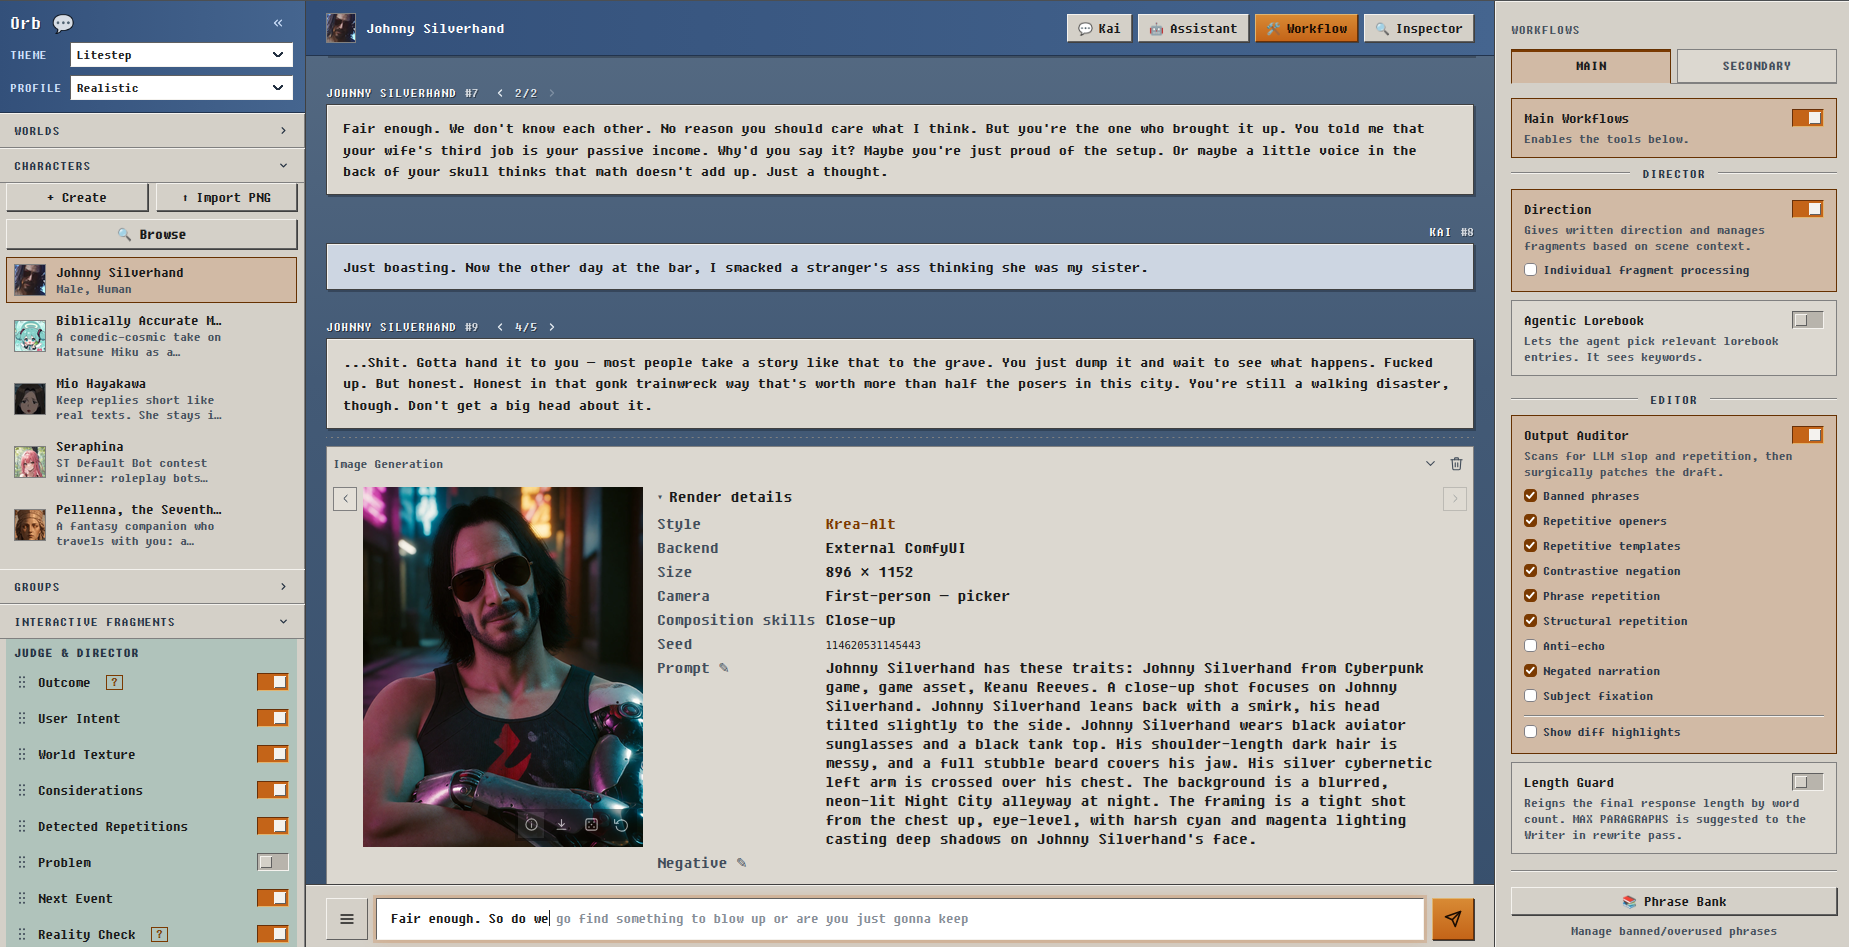 Orb 💬 «
THEME Litestep
PROFILE Realistic
WORLDS
CHARACTERS
+ Create
↑ Import PNG
🔍 Browse
Johnny Silverhand
Male, Human
Biblically Accurate M…
A comedic-cosmic take on
Hatsune Miku as a…
Mio Hayakawa
Keep replies short like
real texts. She stays i…
Seraphina
ST Default Bot contest
winner: roleplay bots…
Pellenna, the Seventh…
A fantasy companion who
travels with you: a…
GROUPS
INTERACTIVE FRAGMENTS
JUDGE & DIRECTOR
Outcome ?
User Intent
World Texture
Considerations
Detected Repetitions
Problem
Next Event
Reality Check ?
Johnny Silverhand
💬 Kai
🤖 Assistant
🛠️ Workflow
🔍 Inspector
JOHNNY SILVERHAND #7 < 2/2 >
Fair enough. We don't know each other. No reason you should care what I think. But you're the one who brought it up. You told me that
your wife's third job is your passive income. Why'd you say it? Maybe you're just proud of the setup. Or maybe a little voice in the
back of your skull thinks that math doesn't add up. Just a thought.
KAI #8
Just boasting. Now the other day at the bar, I smacked a stranger's ass thinking she was my sister.
JOHNNY SILVERHAND #9 < 4/5 >
...Shit. Gotta hand it to you — most people take a story like that to the grave. You just dump it and wait to see what happens. Fucked
up. But honest. Honest in that gonk trainwreck way that's worth more than half the posers in this city. You're still a walking disaster,
though. Don't get a big head about it.
Image Generation
Render details
Style Krea-Alt
Backend External ComfyUI
Size 896 × 1152
Camera First-person — picker
Composition skills Close-up
Seed 114620531145443
Prompt ✎ Johnny Silverhand has these traits: Johnny Silverhand from Cyberpunk
game, game asset, Keanu Reeves. A close-up shot focuses on Johnny
Silverhand. Johnny Silverhand leans back with a smirk, his head
tilted slightly to the side. Johnny Silverhand wears black aviator
sunglasses and a black tank top. His shoulder-length dark hair is
messy, and a full stubble beard covers his jaw. His silver cybernetic
left arm is crossed over his chest. The background is a blurred,
neon-lit Night City alleyway at night. The framing is a tight shot
from the chest up, eye-level, with harsh cyan and magenta lighting
casting deep shadows on Johnny Silverhand's face.
Negative ✎
Fair enough. So do we go find something to blow up or are you just gonna keep
WORKFLOWS
MAIN
SECONDARY
Main Workflows
Enables the tools below.
DIRECTOR
Direction
Gives written direction and manages
fragments based on scene context.
Individual fragment processing
Agentic Lorebook
Lets the agent pick relevant lorebook
entries. It sees keywords.
EDITOR
Output Auditor
Scans for LLM slop and repetition, then
surgically patches the draft.
Banned phrases
Repetitive openers
Repetitive templates
Contrastive negation
Phrase repetition
Structural repetition
Anti-echo
Negated narration
Subject fixation
Show diff highlights
Length Guard
Reigns the final response length by word
count. MAX PARAGRAPHS is suggested to the
Writer in rewrite pass.
📚 Phrase Bank
Manage banned/overused phrases